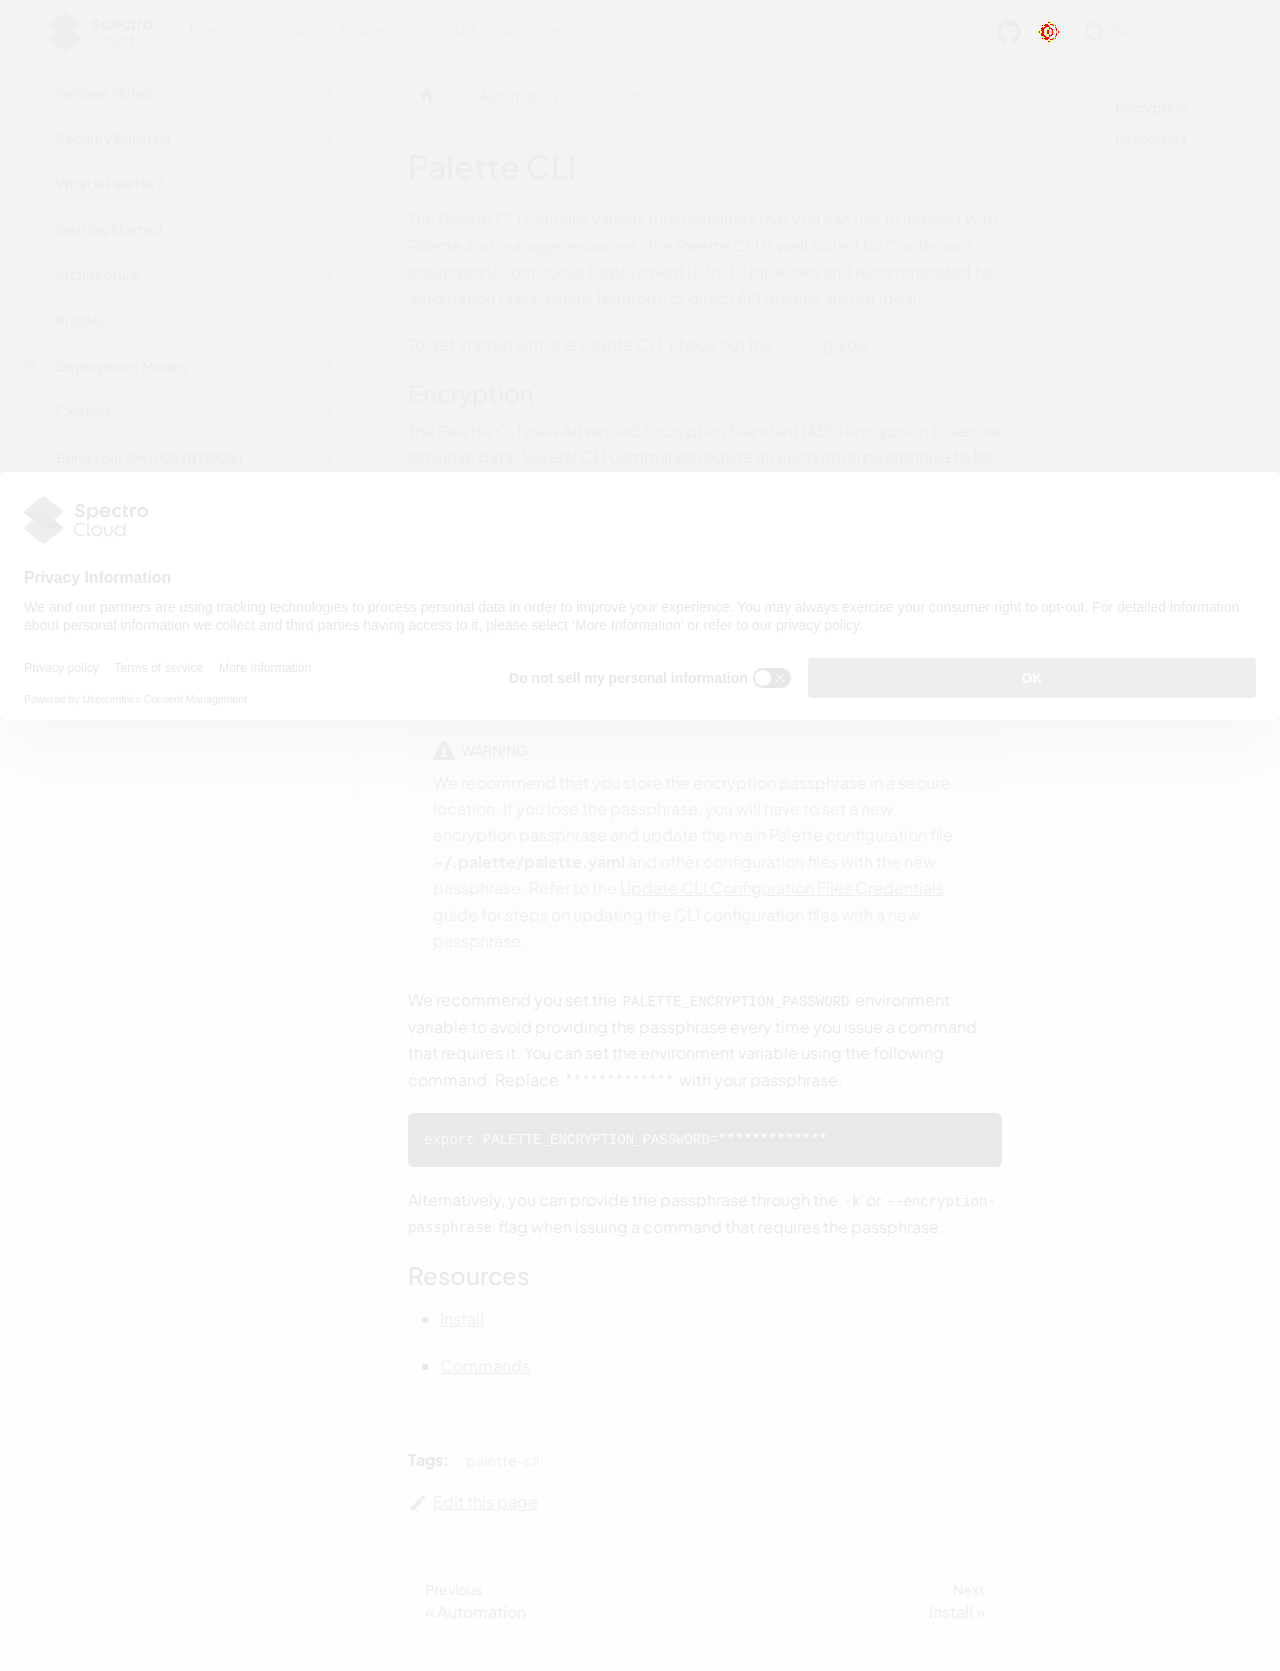 Spectro
Cloud
Docs
Tutorials
Downloads
API
latest
Search
Release Notes
Security Bulletins
What is Palette?
Getting Started
Architecture
Profiles
Deployment Modes
Clusters
Bring Your Own OS (BYOOS)
Automation
Palette CLI
Encryption
Resources
Palette CLI
The Palette CLI contains various functionalities that you can use to interact with
Palette and manage resources. The Palette CLI is well suited for Continuous
Integration/Continuous Deployment (CI/CD) pipelines and recommended for
automation tasks, where Terraform or direct API queries are not ideal.
To get started with the Palette CLI, check out the Install guide.
Encryption
The Palette CLI uses Advanced Encryption Standard (AES) encryption to secure
sensitive data. Several CLI commands require an encryption passphrase to be
Spectro
Cloud
Privacy Information
We and our partners are using tracking technologies to process personal data in order to improve your experience. You may always exercise your consumer right to opt-out. For detailed information
about personal information we collect and third parties having access to it, please select 'More Information' or refer to our privacy policy.
Privacy policy
Terms of service
More Information
Do not sell my personal information
OK
Powered by Usercentrics Consent Management
WARNING
We recommend that you store the encryption passphrase in a secure
location. If you lose the passphrase, you will have to set a new
encryption passphrase and update the main Palette configuration file
~/.palette/palette.yaml and other configuration files with the new
passphrase. Refer to the Update CLI Configuration Files Credentials
guide for steps on updating the CLI configuration files with a new
passphrase.
We recommend you set the PALETTE_ENCRYPTION_PASSWORD environment
variable to avoid providing the passphrase every time you issue a command
that requires it. You can set the environment variable using the following
command. Replace ************* with your passphrase.
export PALETTE_ENCRYPTION_PASSWORD=*************
Alternatively, you can provide the passphrase through the -k or --encryption-
passphrase flag when issuing a command that requires the passphrase.
Resources
Install
Commands
Tags: palette-cli
Edit this page
Previous
« Automation
Next
Install »